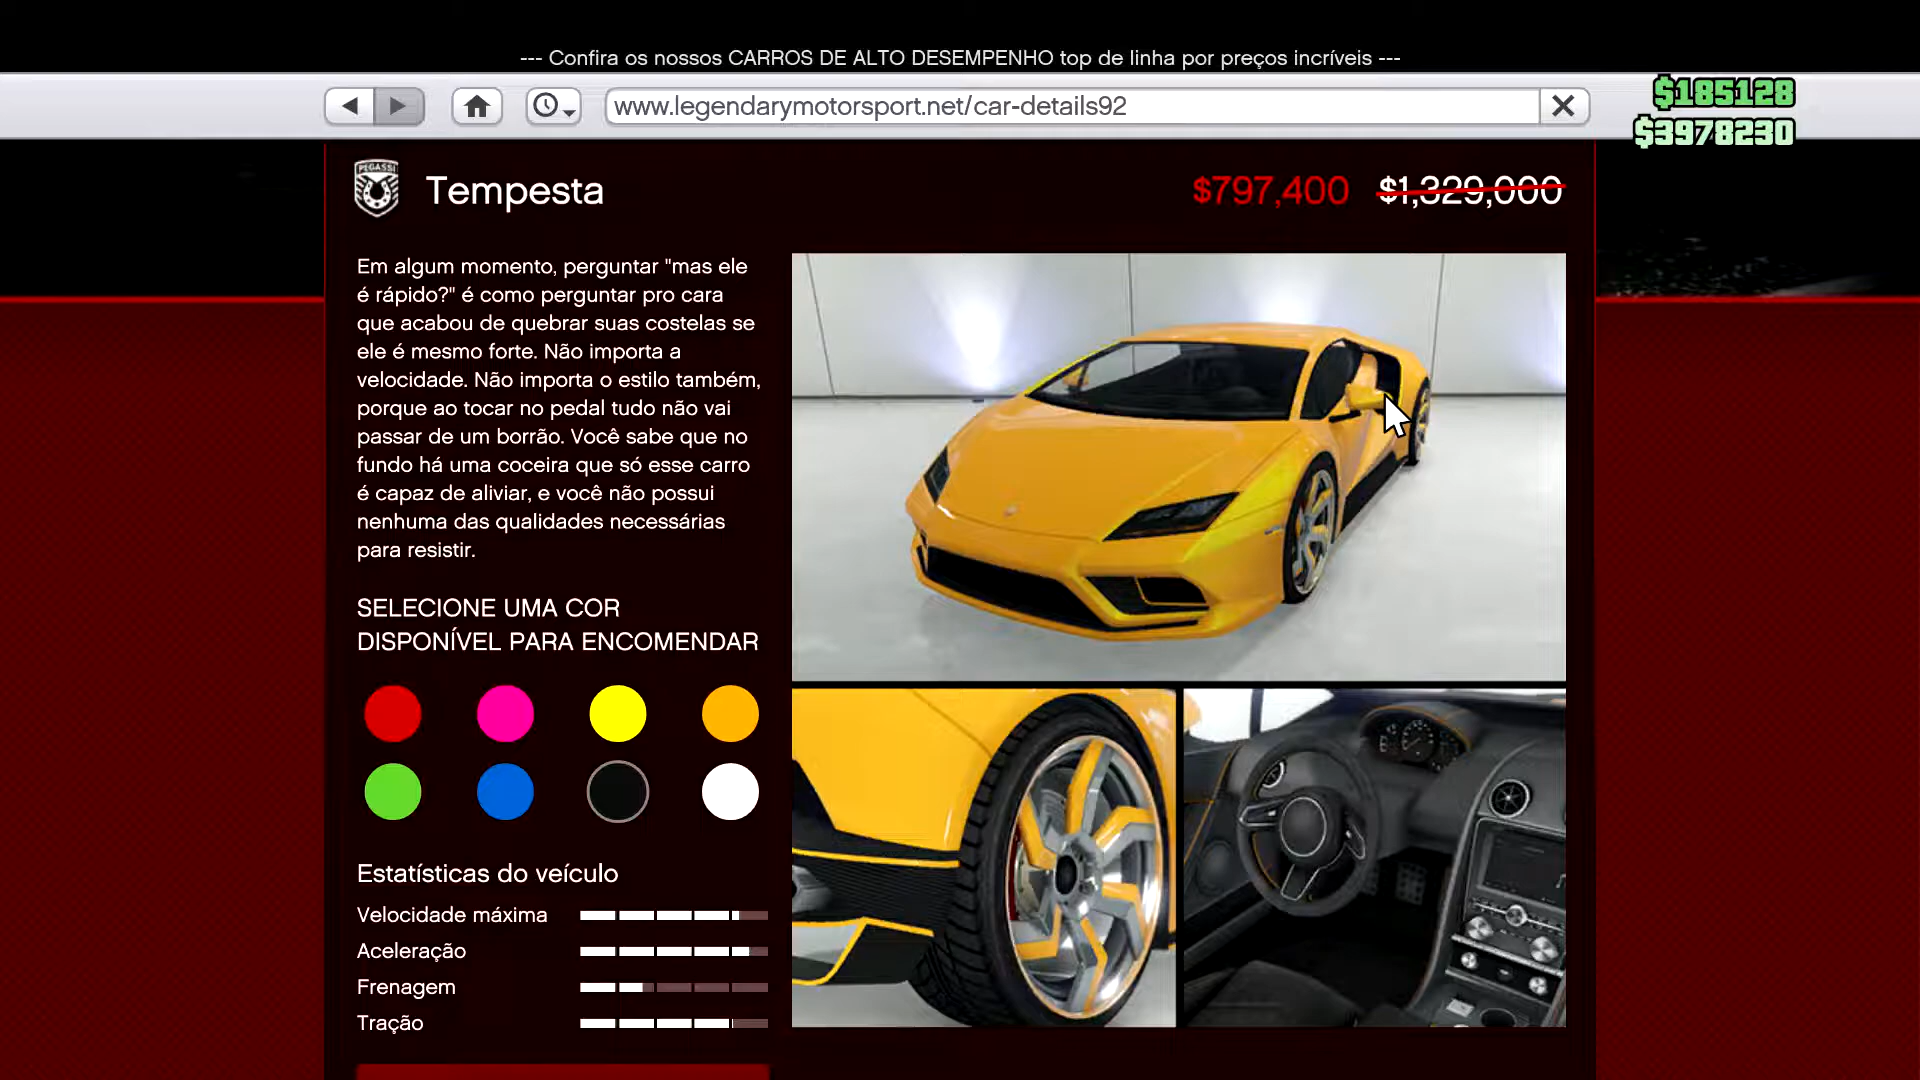 --- Confira os nossos CARROS DE ALTO DESEMPENHO top de linha por preços incríveis ---
www.legendarymotorsport.net/car-details92
$185128
$3978230
PEGASSI
Tempesta
$797,400 $1,329,000
Em algum momento, perguntar "mas ele
é rápido?" é como perguntar pro cara
que acabou de quebrar suas costelas se
ele é mesmo forte. Não importa a
velocidade. Não importa o estilo também,
porque ao tocar no pedal tudo não vai
passar de um borrão. Você sabe que no
fundo há uma coceira que só esse carro
é capaz de aliviar, e você não possui
nenhuma das qualidades necessárias
para resistir.
SELECIONE UMA COR
DISPONÍVEL PARA ENCOMENDAR
Estatísticas do veículo
Velocidade máxima
Aceleração
Frenagem
Tração